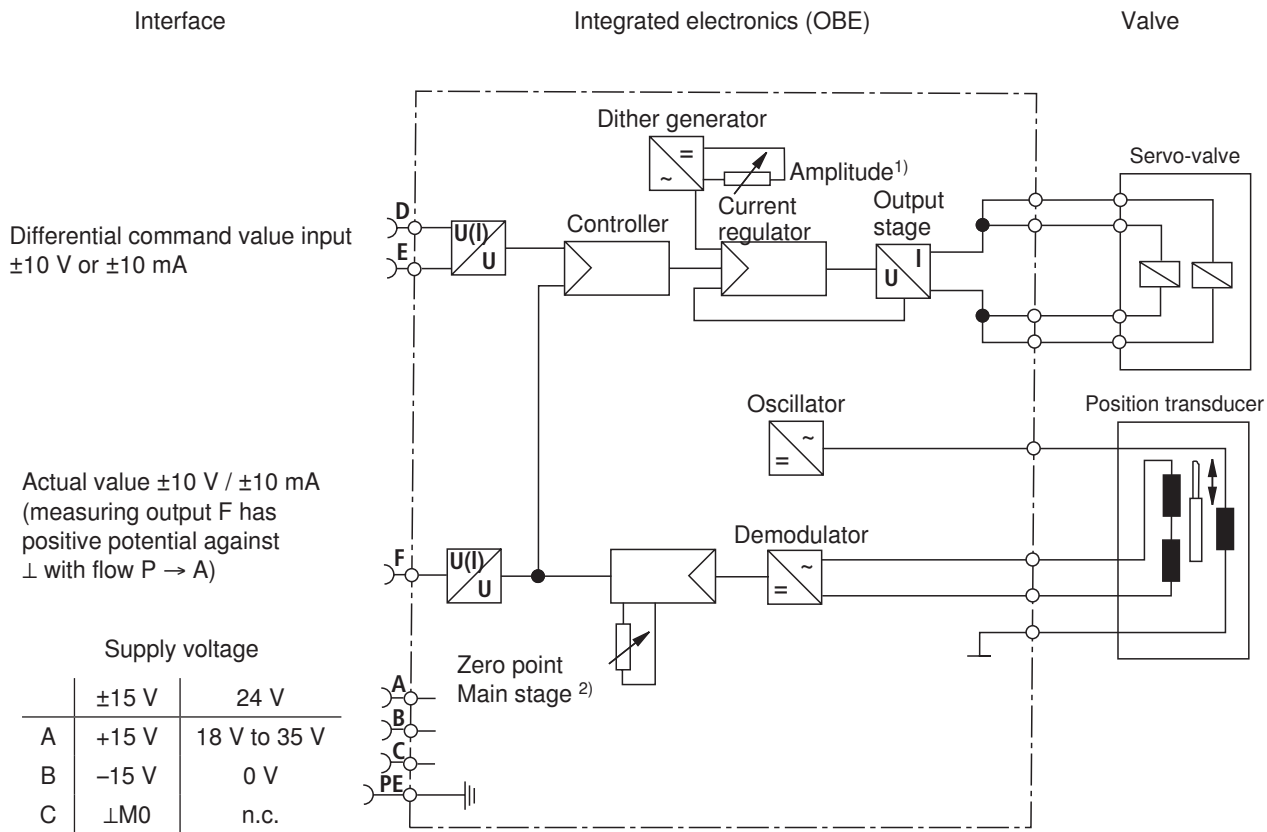 Interface
Integrated electronics (OBE)
Valve
Dither generator
=
~
Amplitude1)
Servo-valve
D
E
Differential command value input
±10 V or ±10 mA
U(I)
U
Controller
Current
regulator
Output
stage
I
U
Oscillator
~
=
Position transducer
Actual value ±10 V / ±10 mA
(measuring output F has
positive potential against
⊥ with flow P → A)
F
U(I)
U
Demodulator
~
=
Zero point
Main stage 2)
Supply voltage
±15 V 24 V
A +15 V 18 V to 35 V
B –15 V 0 V
C ⊥M0 n.c.
A
B
C
PE